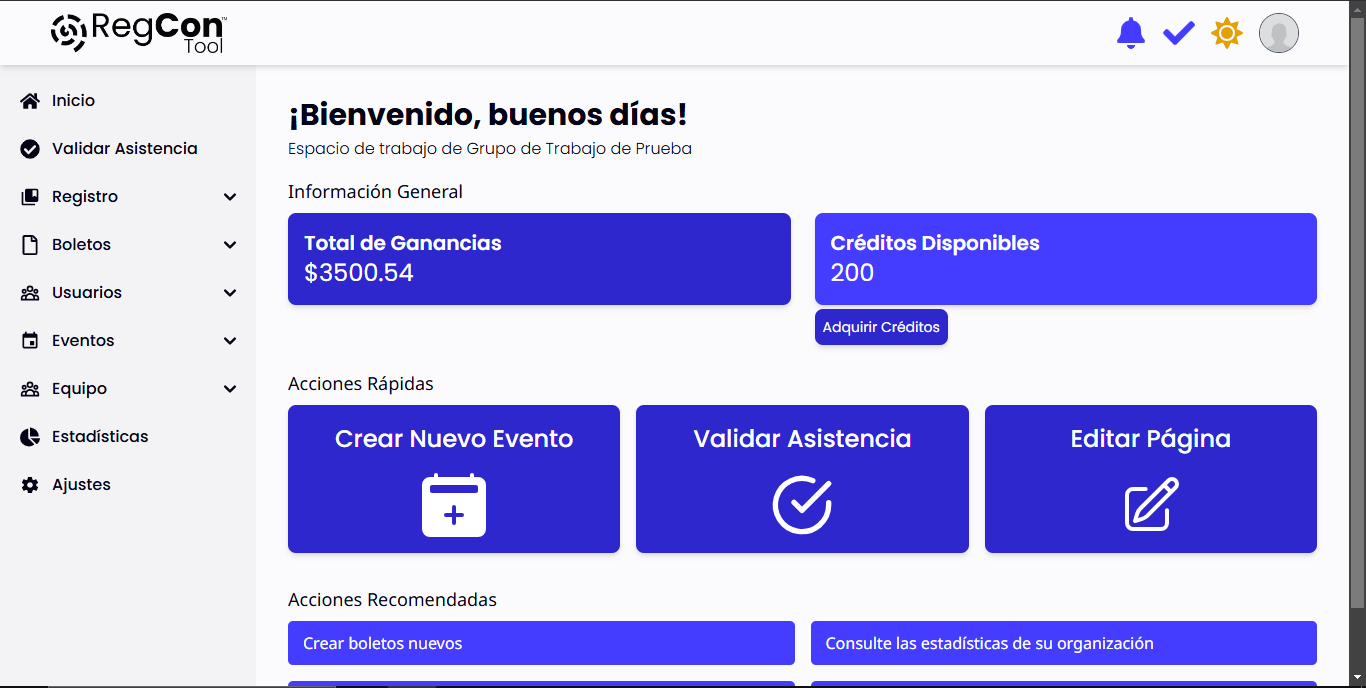 RegCon™
Tool
Inicio
Validar Asistencia
Registro
Boletos
Usuarios
Eventos
Equipo
Estadísticas
Ajustes
¡Bienvenido, buenos días!
Espacio de trabajo de Grupo de Trabajo de Prueba
Información General
Total de Ganancias
$3500.54
Créditos Disponibles
200
Adquirir Créditos
Acciones Rápidas
Crear Nuevo Evento
Validar Asistencia
Editar Página
Acciones Recomendadas
Crear boletos nuevos
Consulte las estadísticas de su organización